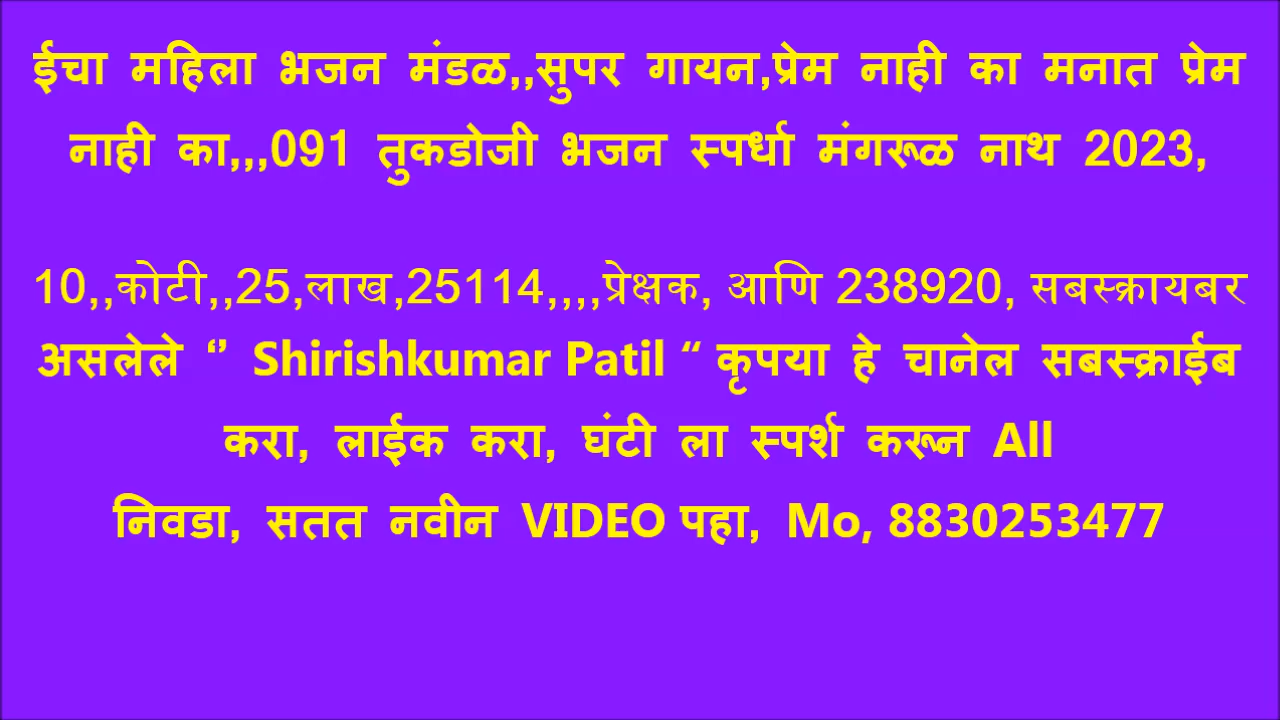 ईचा महिला भजन मंडळ,,सुपर गायन,प्रेम नाही का मनात प्रेम
नाही का,,,091 तुकडोजी भजन स्पर्धा मंगरूळ नाथ 2023,
10,,कोटी,,25,लाख,25114,,,,प्रेक्षक, आणि 238920, सबस्क्रायबर
असलेले “ Shirishkumar Patil “ कृपया हे चानेल सबस्क्राईब
करा, लाईक करा, घंटी ला स्पर्श करून All
निवडा, सतत नवीन VIDEO पहा, Mo, 8830253477